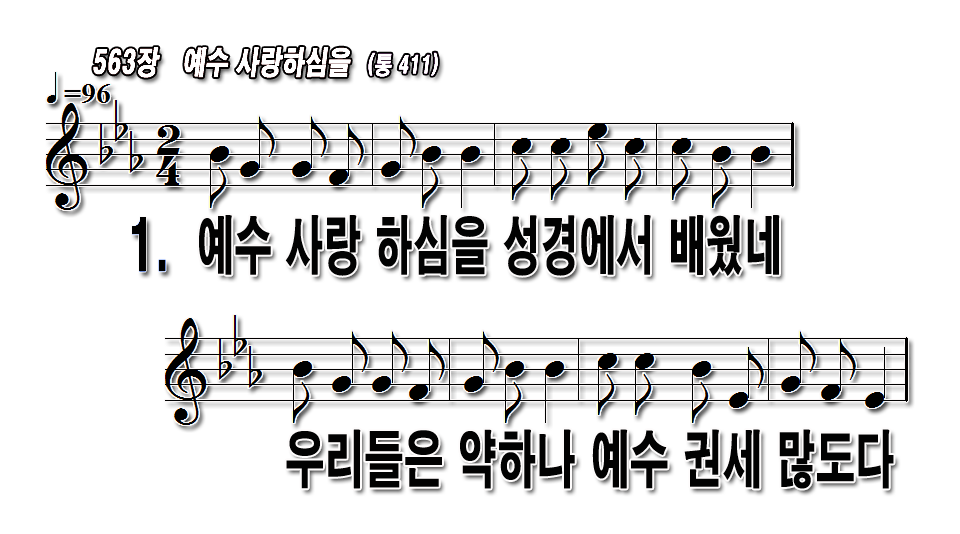 563장 예수 사랑하심을 (통 411)
♩=96
2/4
1. 예수 사랑 하심을 성경에서 배웠네
우리들은 약하나 예수 권세 많도다